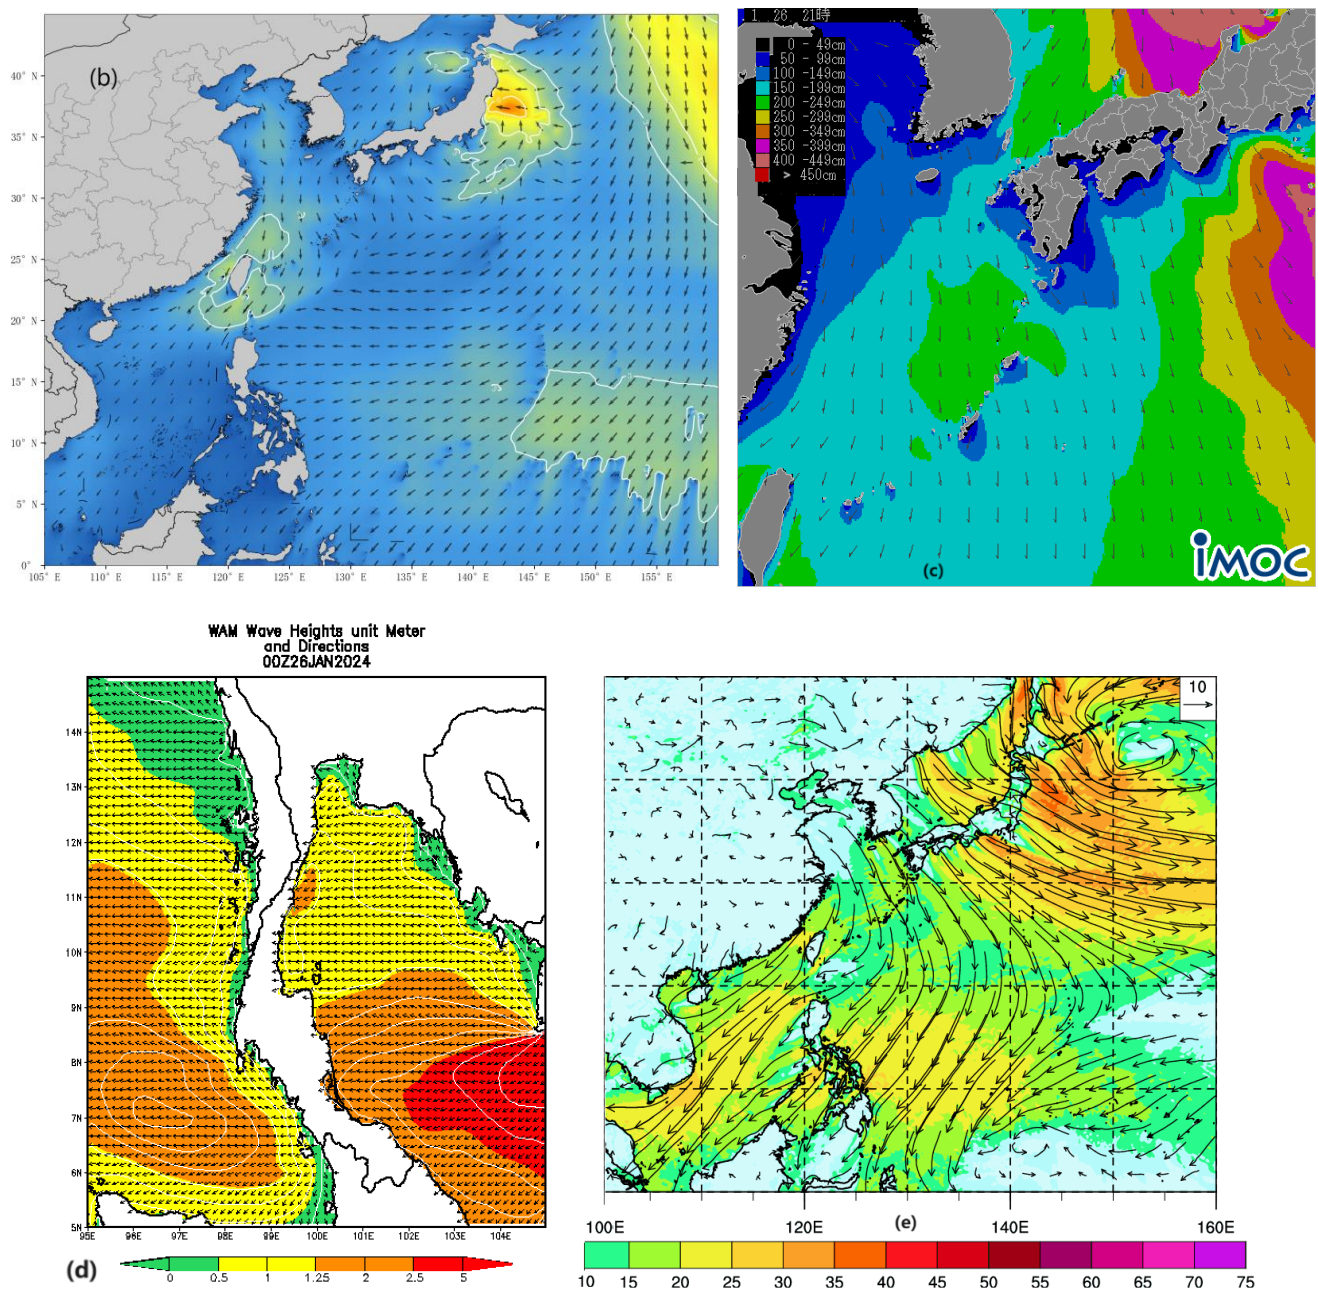 (b)
40° N
35° N
30° N
25° N
20° N
15° N
10° N
5° N
0°
105° E 110° E 115° E 120° E 125° E 130° E 135° E 140° E 145° E 150° E 155° E
1 26 21時
0 - 49cm
50 - 99cm
100 -149cm
150 -199cm
200 -249cm
250 -299cm
300 -349cm
350 -399cm
400 -449cm
> 450cm
(c)
iMOC
WAM Wave Heights unit Meter
and Directions
00Z26JAN2024
14N
13N
12N
11N
10N
9N
8N
7N
6N
5N
95E 96E 97E 98E 99E 100E 101E 102E 103E 104E
(d)
0 0.5 1 1.25 2 2.5 5
10
100E 120E 140E 160E
(e)
10 15 20 25 30 35 40 45 50 55 60 65 70 75